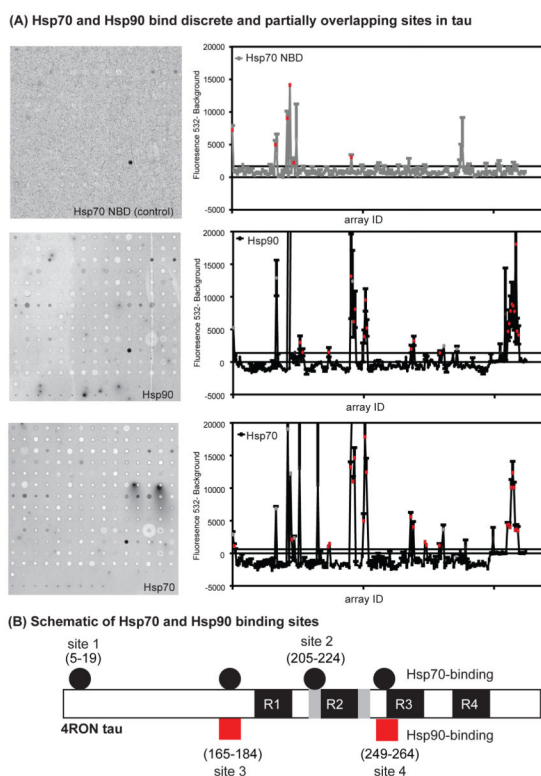 (A) Hsp70 and Hsp90 bind discrete and partially overlapping sites in tau
Hsp70 NBD (control)
Fluoresence 532- Background
20000
15000
10000
5000
0
-5000
Hsp70 NBD
array ID
Hsp90
Fluoresence 532- Background
20000
15000
10000
5000
0
-5000
Hsp90
array ID
Hsp70
Fluoresence 532- Background
20000
15000
10000
5000
0
-5000
Hsp70
array ID
(B) Schematic of Hsp70 and Hsp90 binding sites
site 1
(5-19)
site 2
(205-224)
Hsp70-binding
R1
R2
R3
R4
4RON tau
Hsp90-binding
(165-184)
site 3
(249-264)
site 4